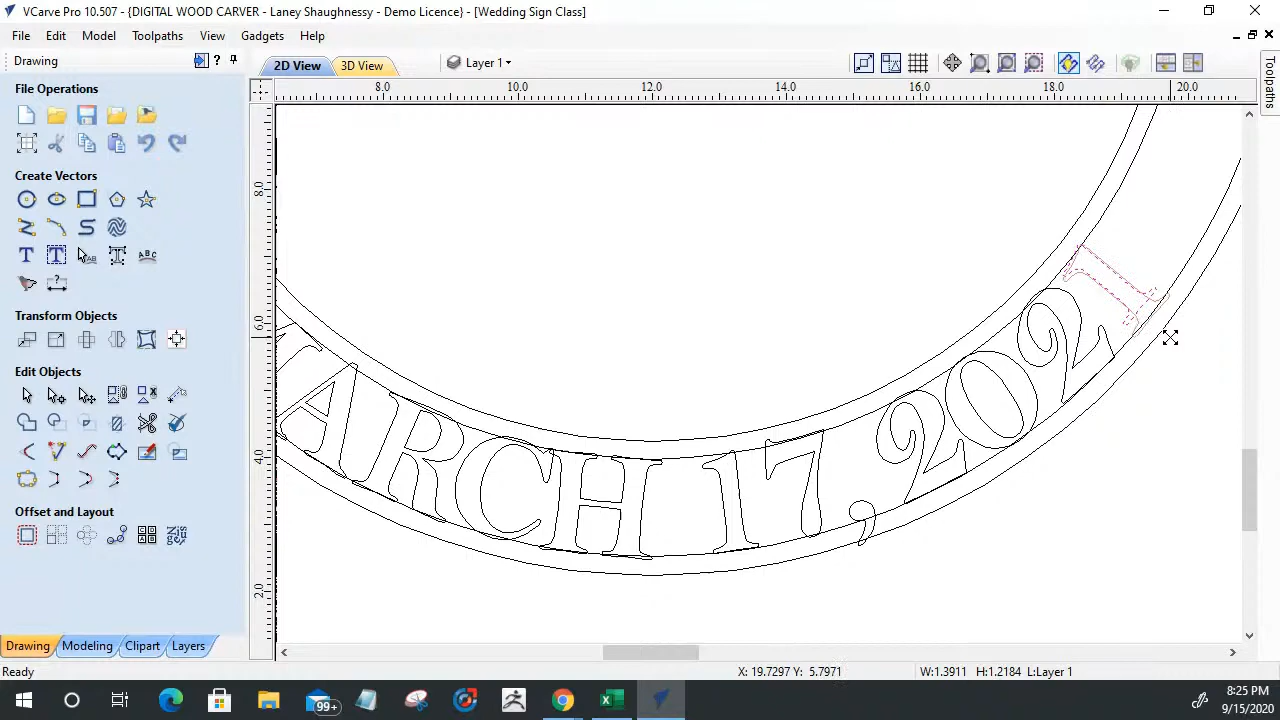 VCarve Pro 10.507 - {DIGITAL WOOD CARVER - Laney Shaughnessy - Demo Licence} - [Wedding Sign Class]
File Edit Model Toolpaths View Gadgets Help
Drawing
2D View 3D View Layer 1
File Operations
8.0 10.0 12.0 14.0 16.0 18.0 20.0
Create Vectors
Transform Objects
Edit Objects
Offset and Layout
8.0
6.0
4.0
2.0
ARCH 17, 2021
Toolpaths
Drawing Modeling Clipart Layers
Ready X: 19.7297 Y: 5.7971 W:1.3911 H:1.2184 L:Layer 1
99+
8:25 PM
9/15/2020